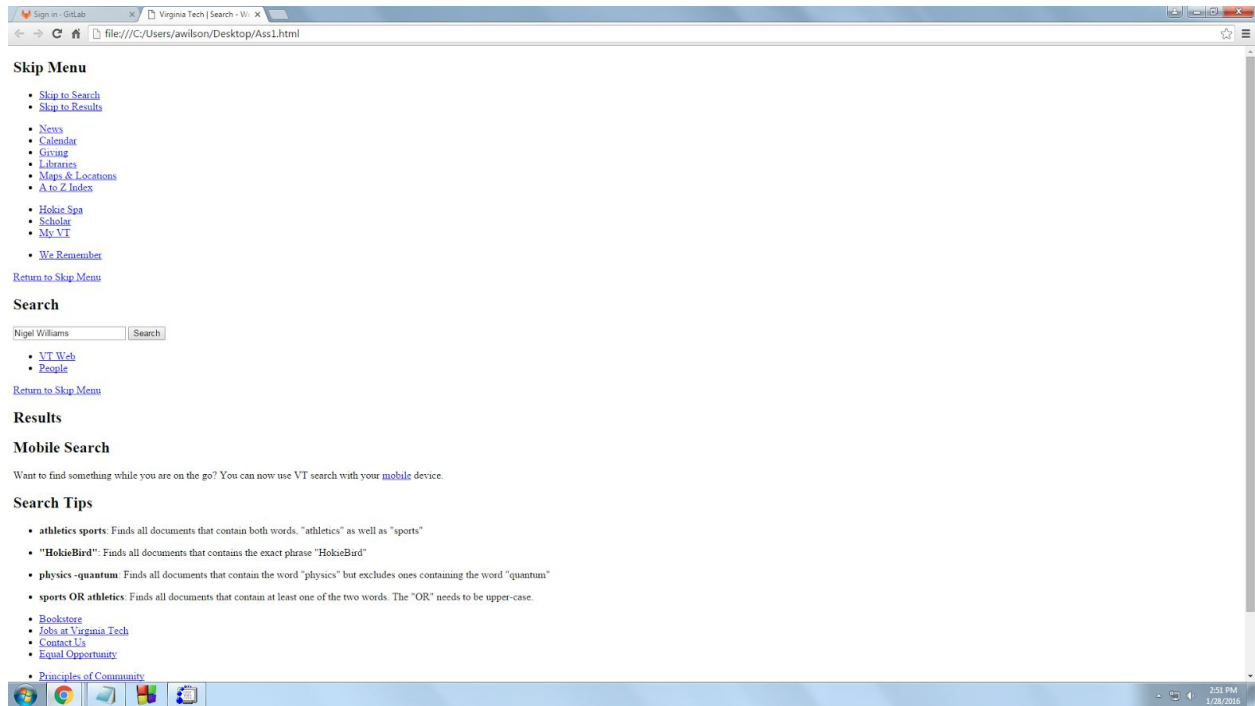 Sign in · GitLab
Virginia Tech | Search - W
file:///C:/Users/awilson/Desktop/Ass1.html
Skip Menu
Skip to Search
Skip to Results
News
Calendar
Giving
Libraries
Maps & Locations
A to Z Index
Hokie Spa
Scholar
My VT
We Remember
Return to Skip Menu
Search
Nigel Williams Search
VT Web
People
Return to Skip Menu
Results
Mobile Search
Want to find something while you are on the go? You can now use VT search with your mobile device.
Search Tips
athletics sports: Finds all documents that contain both words, "athletics" as well as "sports"
"HokieBird": Finds all documents that contains the exact phrase "HokieBird"
physics -quantum: Finds all documents that contain the word "physics" but excludes ones containing the word "quantum"
sports OR athletics: Finds all documents that contain at least one of the two words. The "OR" needs to be upper-case.
Bookstore
Jobs at Virginia Tech
Contact Us
Equal Opportunity
Principles of Community
2:51 PM
1/28/2016